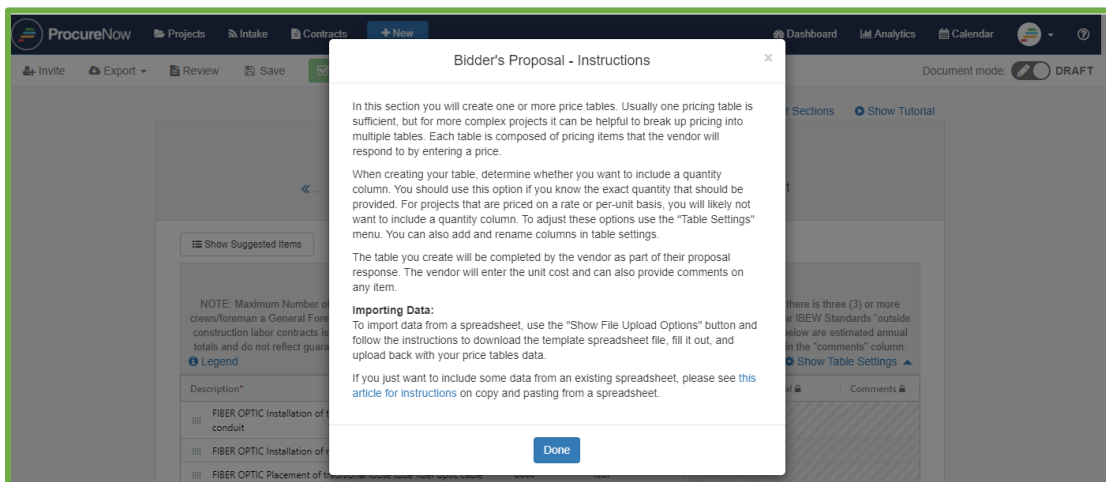 ProcureNow Projects Intake Contracts +New Dashboard Analytics Calendar
Invite Export Review Save Document mode: DRAFT
Bidder's Proposal - Instructions ×
In this section you will create one or more price tables. Usually one pricing table is
sufficient, but for more complex projects it can be helpful to break up pricing into
multiple tables. Each table is composed of pricing items that the vendor will
respond to by entering a price.
When creating your table, determine whether you want to include a quantity
column. You should use this option if you know the exact quantity that should be
provided. For projects that are priced on a rate or per-unit basis, you will likely not
want to include a quantity column. To adjust these options use the "Table Settings"
menu. You can also add and rename columns in table settings.
The table you create will be completed by the vendor as part of their proposal
response. The vendor will enter the unit cost and can also provide comments on
any item.
Importing Data:
To import data from a spreadsheet, use the "Show File Upload Options" button and
follow the instructions to download the template spreadsheet file, fill it out, and
upload back with your price tables data.
If you just want to include some data from an existing spreadsheet, please see this
article for instructions on copy and pasting from a spreadsheet.
Done
Sections Show Tutorial
« ...
Show Suggested Items
NOTE: Maximum Number of there is three (3) or more
crews/foreman a General Fore IBEW Standards "outside
construction labor contracts is below are estimated annual
totals and do not reflect guara in the "comments" column.
Legend Show Table Settings
Description* Comments
FIBER OPTIC Installation of
conduit
FIBER OPTIC Installation of
FIBER OPTIC Placement of traditional loose tube fiber optic cable